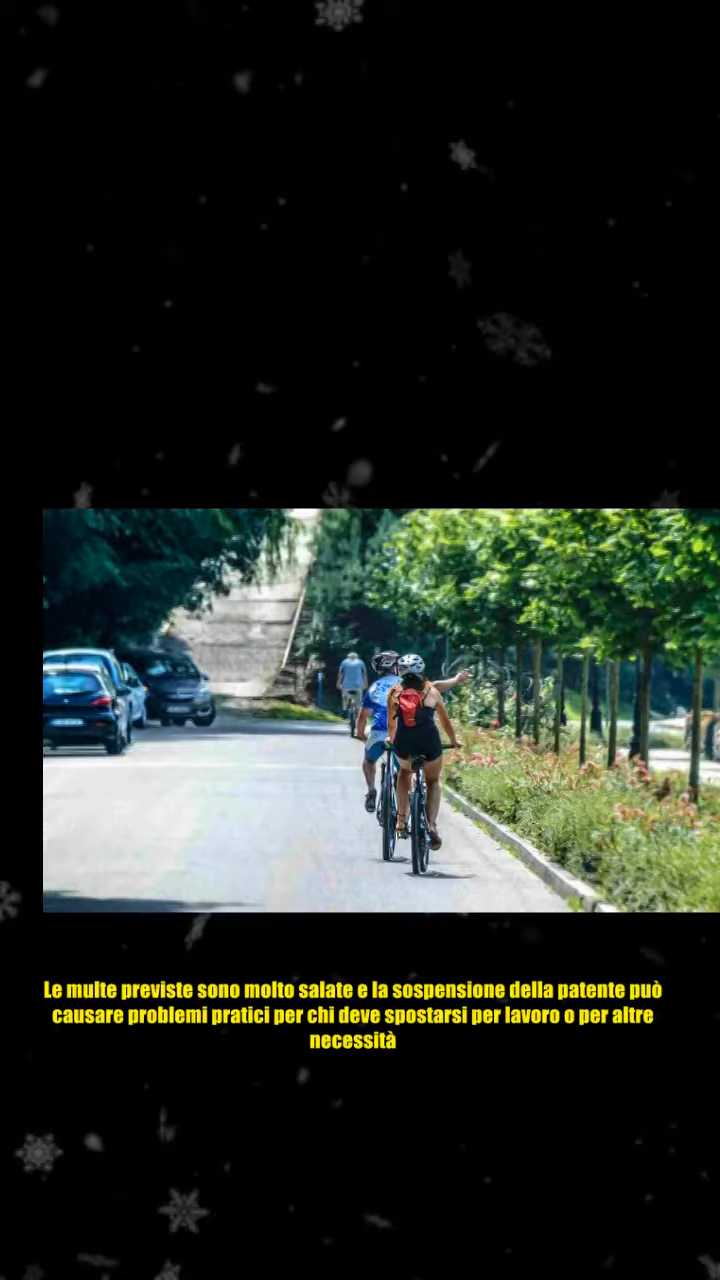 Le multe previste sono molto salate e la sospensione della patente può
causare problemi pratici per chi deve spostarsi per lavoro o per altre
necessità